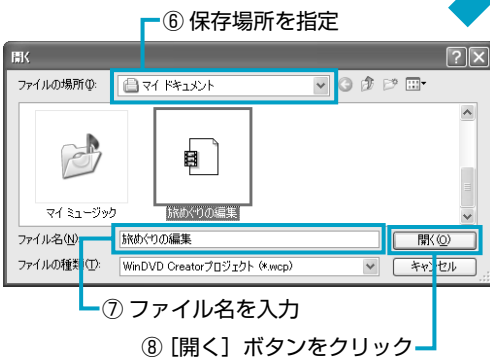 ⑥ 保存場所を指定
開く
ファイルの場所(I):
マイ ドキュメント
マイ ミュージック
旅めぐりの編集
ファイル名(N):
旅めぐりの編集
開く(O)
ファイルの種類(T):
WinDVD Creatorプロジェクト (*.wcp)
キャンセル
⑦ ファイル名を入力
⑧［開く］ボタンをクリック